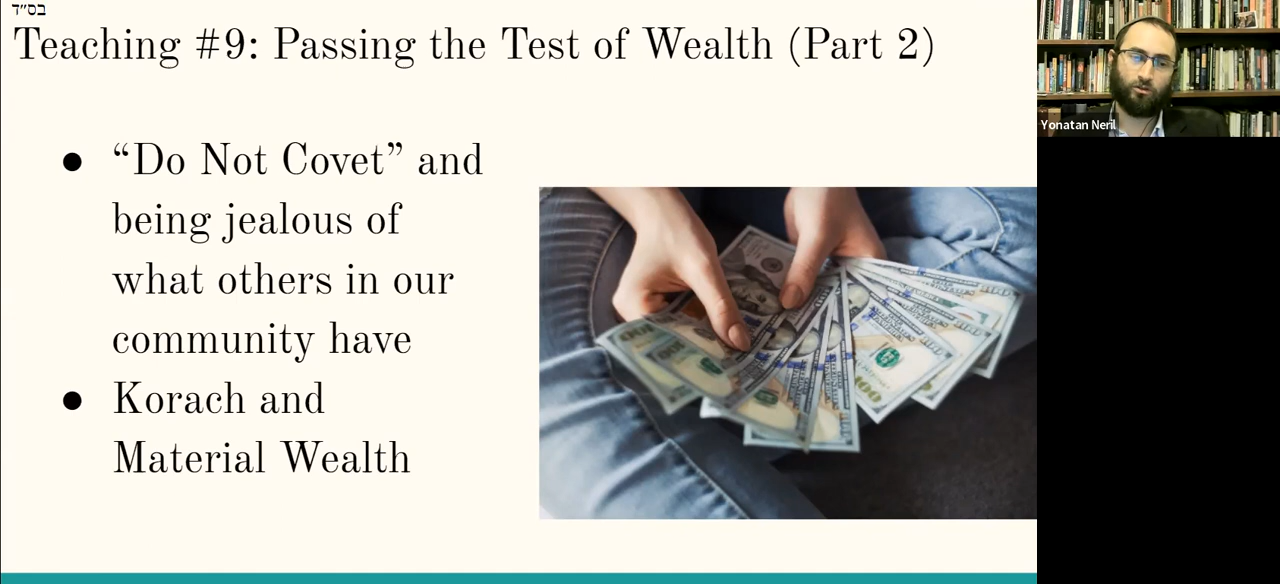 בס״ד
Teaching #9: Passing the Test of Wealth (Part 2)
● “Do Not Covet” and
being jealous of
what others in our
community have
● Korach and
Material Wealth
Yonatan Neril